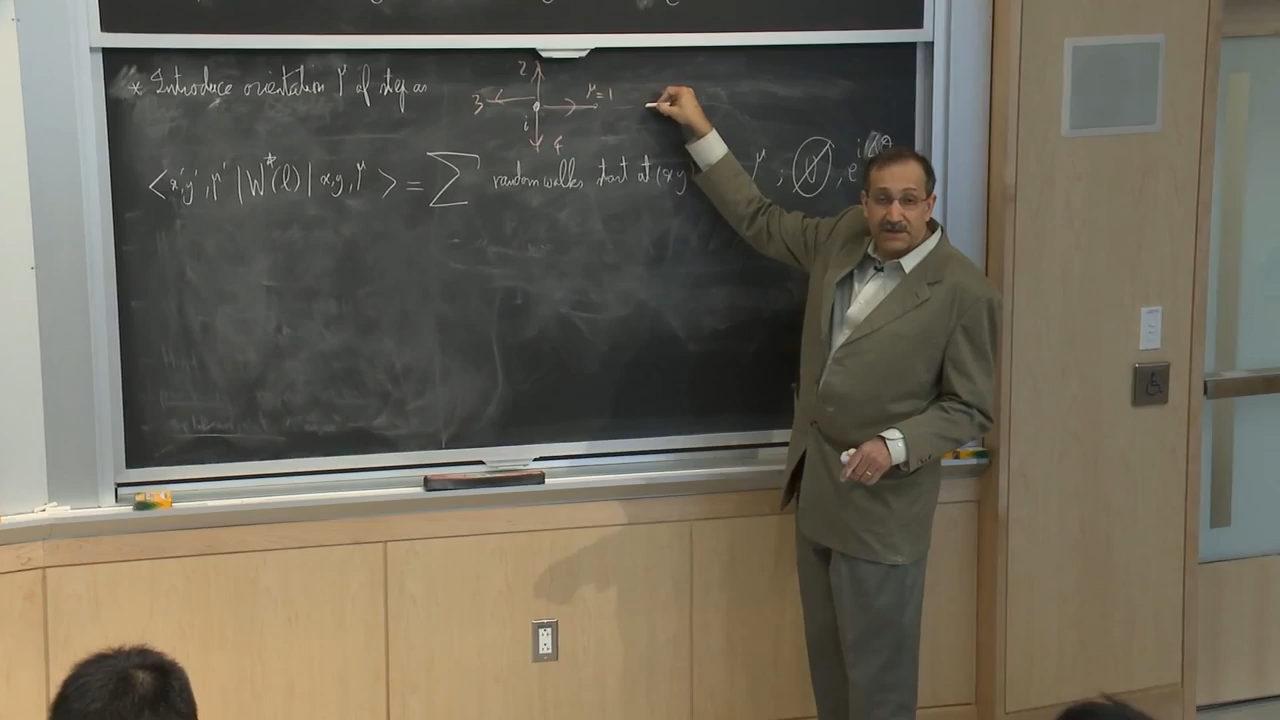 * Introduce orientation μ of step as
2
3 μ=1
i 4
<x'y',μ'|W*(ℓ)|x,y,μ> = ∑ random walks start at (x,y μ ; , e